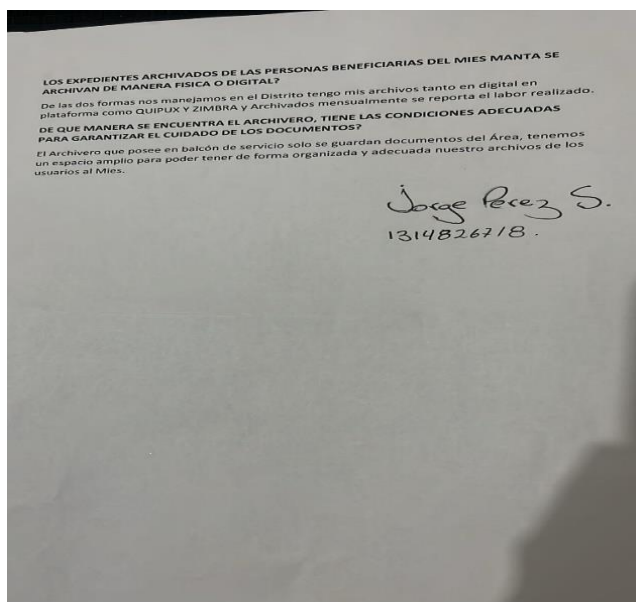 LOS EXPEDIENTES ARCHIVADOS DE LAS PERSONAS BENEFICIARIAS DEL MIES MANTA SE
ARCHIVAN DE MANERA FISICA O DIGITAL?
De las dos formas nos manejamos en el Distrito tengo mis archivos tanto en digital en
plataforma como QUIPUX y ZIMBRA y Archivados mensualmente se reporta el labor realizado.
DE QUE MANERA SE ENCUENTRA EL ARCHIVERO, TIENE LAS CONDICIONES ADECUADAS
PARA GARANTIZAR EL CUIDADO DE LOS DOCUMENTOS?
El Archivero que posee en balcón de servicio solo se guardan documentos del Área, tenemos
un espacio amplio para poder tener de forma organizada y adecuada nuestro archivos de los
usuarios al Mies.
Jorge Perez S.
1314826718.